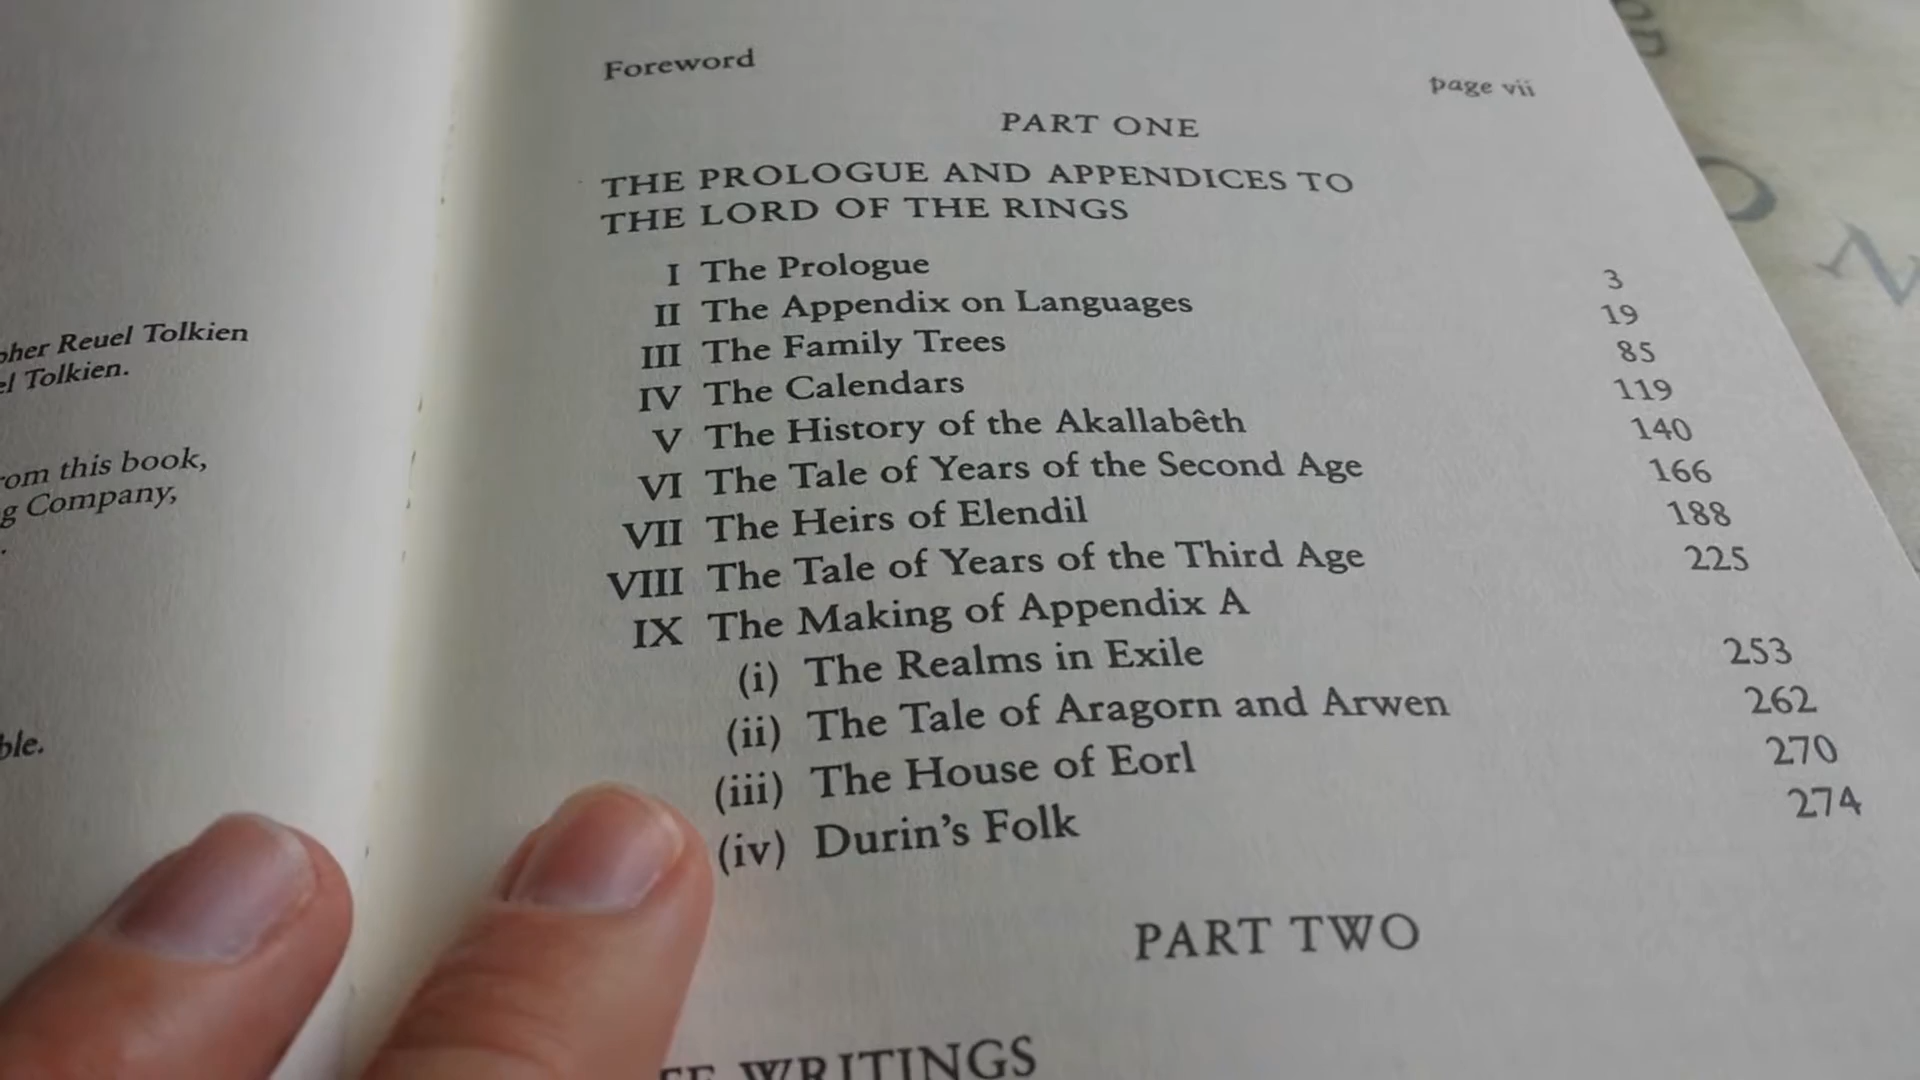 Reuel Tolkien
Tolkien.
this book,
Company,
Foreword page vii
PART ONE
THE PROLOGUE AND APPENDICES TO
THE LORD OF THE RINGS
I The Prologue 3
II The Appendix on Languages 19
III The Family Trees 85
IV The Calendars 119
V The History of the Akallabêth 140
VI The Tale of Years of the Second Age 166
VII The Heirs of Elendil 188
VIII The Tale of Years of the Third Age 225
IX The Making of Appendix A
(i) The Realms in Exile 253
(ii) The Tale of Aragorn and Arwen 262
(iii) The House of Eorl 270
(iv) Durin's Folk 274
PART TWO
WRITINGS